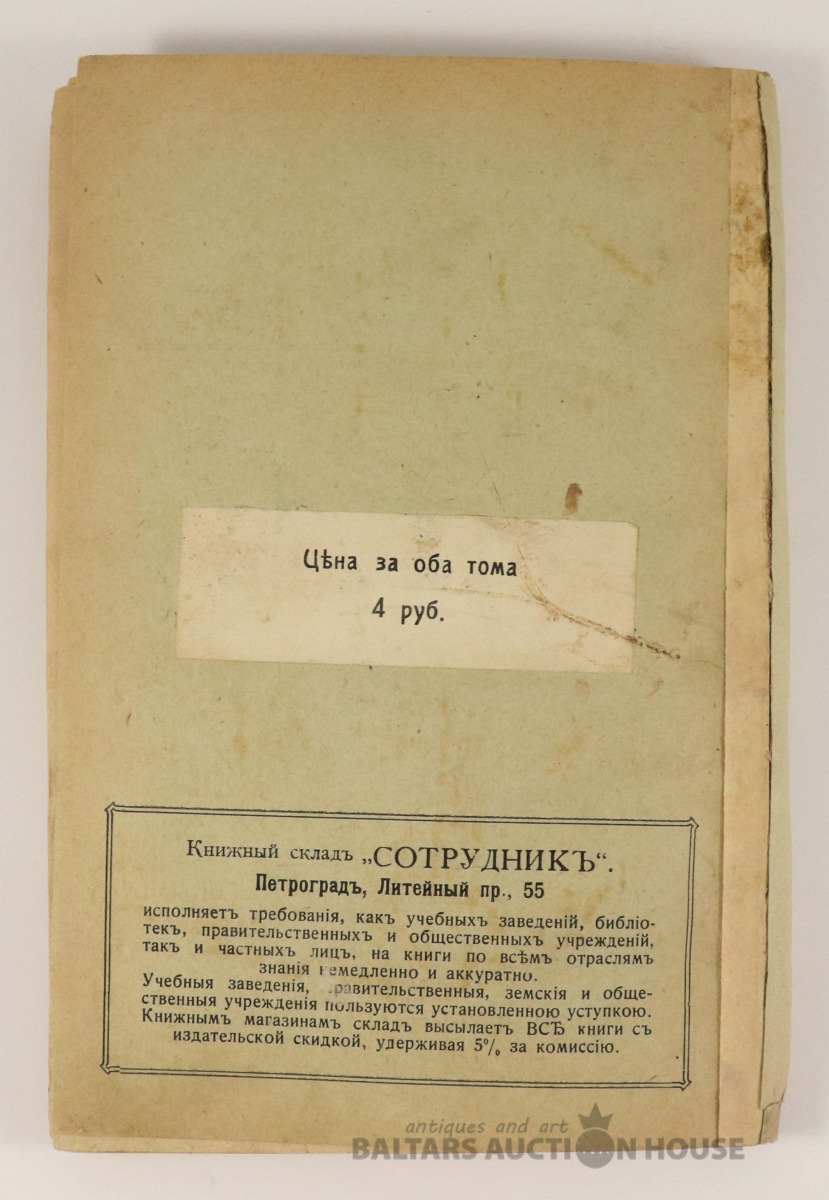 Цѣна за оба тома
4 руб.
Книжный складъ „СОТРУДНИКЪ“.
Петроградъ, Литейный пр., 55
исполняетъ требованія, какъ учебныхъ заведеній, библіо-
текъ, правительственныхъ и общественныхъ учрежденій,
такъ и частныхъ лицъ, на книги по всѣмъ отраслямъ
знанія немедленно и аккуратно.
Учебныя заведенія, правительственныя, земскія и обще-
ственныя учрежденія пользуются установленною уступкою.
Книжнымъ магазинамъ складъ высылаетъ ВСѢ книги съ
издательской скидкой, удерживая 5% за комиссію.
antiques and art
BALTARS AUCTION HOUSE